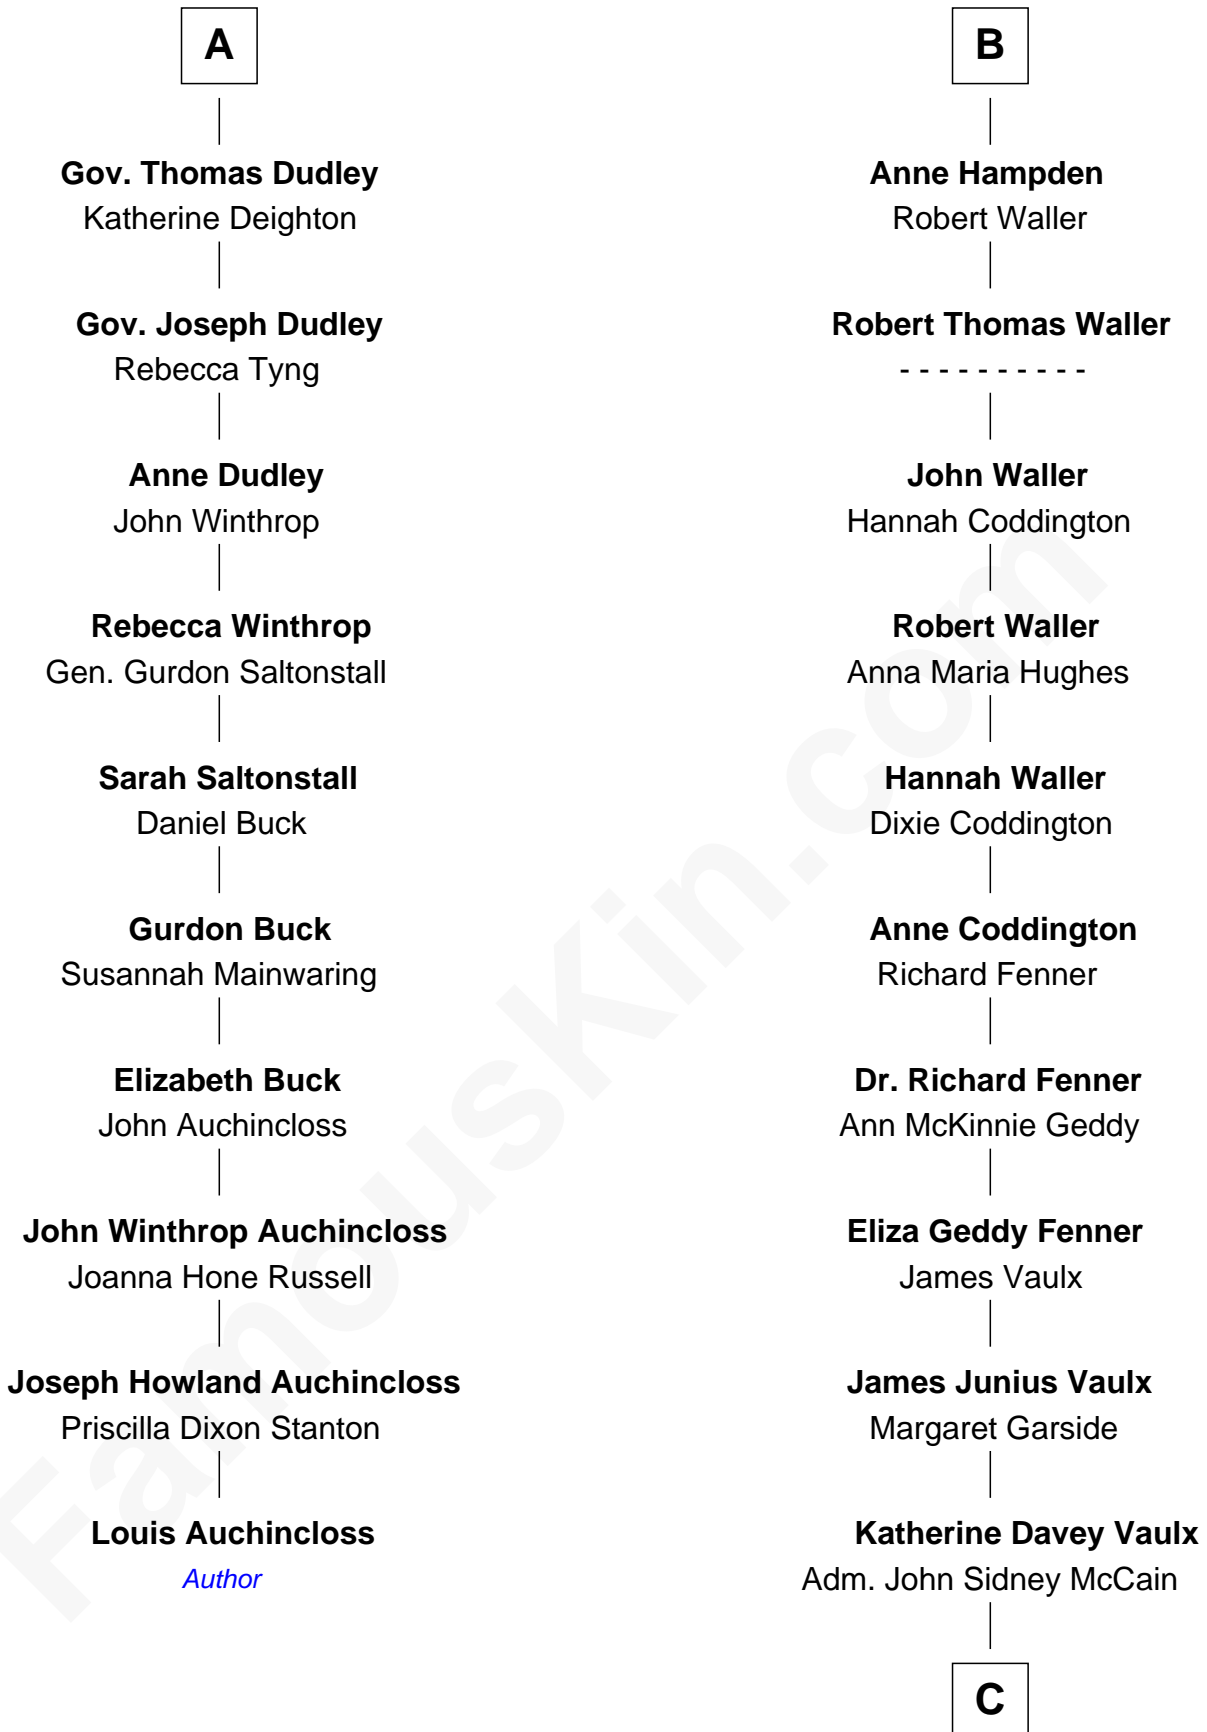 A
Gov. Thomas Dudley
Katherine Deighton
Gov. Joseph Dudley
Rebecca Tyng
Anne Dudley
John Winthrop
Rebecca Winthrop
Gen. Gurdon Saltonstall
Sarah Saltonstall
Daniel Buck
Gurdon Buck
Susannah Mainwaring
Elizabeth Buck
John Auchincloss
John Winthrop Auchincloss
Joanna Hone Russell
Joseph Howland Auchincloss
Priscilla Dixon Stanton
Louis Auchincloss
Author
B
Anne Hampden
Robert Waller
Robert Thomas Waller
- - - - - - - - - -
John Waller
Hannah Coddington
Robert Waller
Anna Maria Hughes
Hannah Waller
Dixie Coddington
Anne Coddington
Richard Fenner
Dr. Richard Fenner
Ann McKinnie Geddy
Eliza Geddy Fenner
James Vaulx
James Junius Vaulx
Margaret Garside
Katherine Davey Vaulx
Adm. John Sidney McCain
C
FamousKin.com